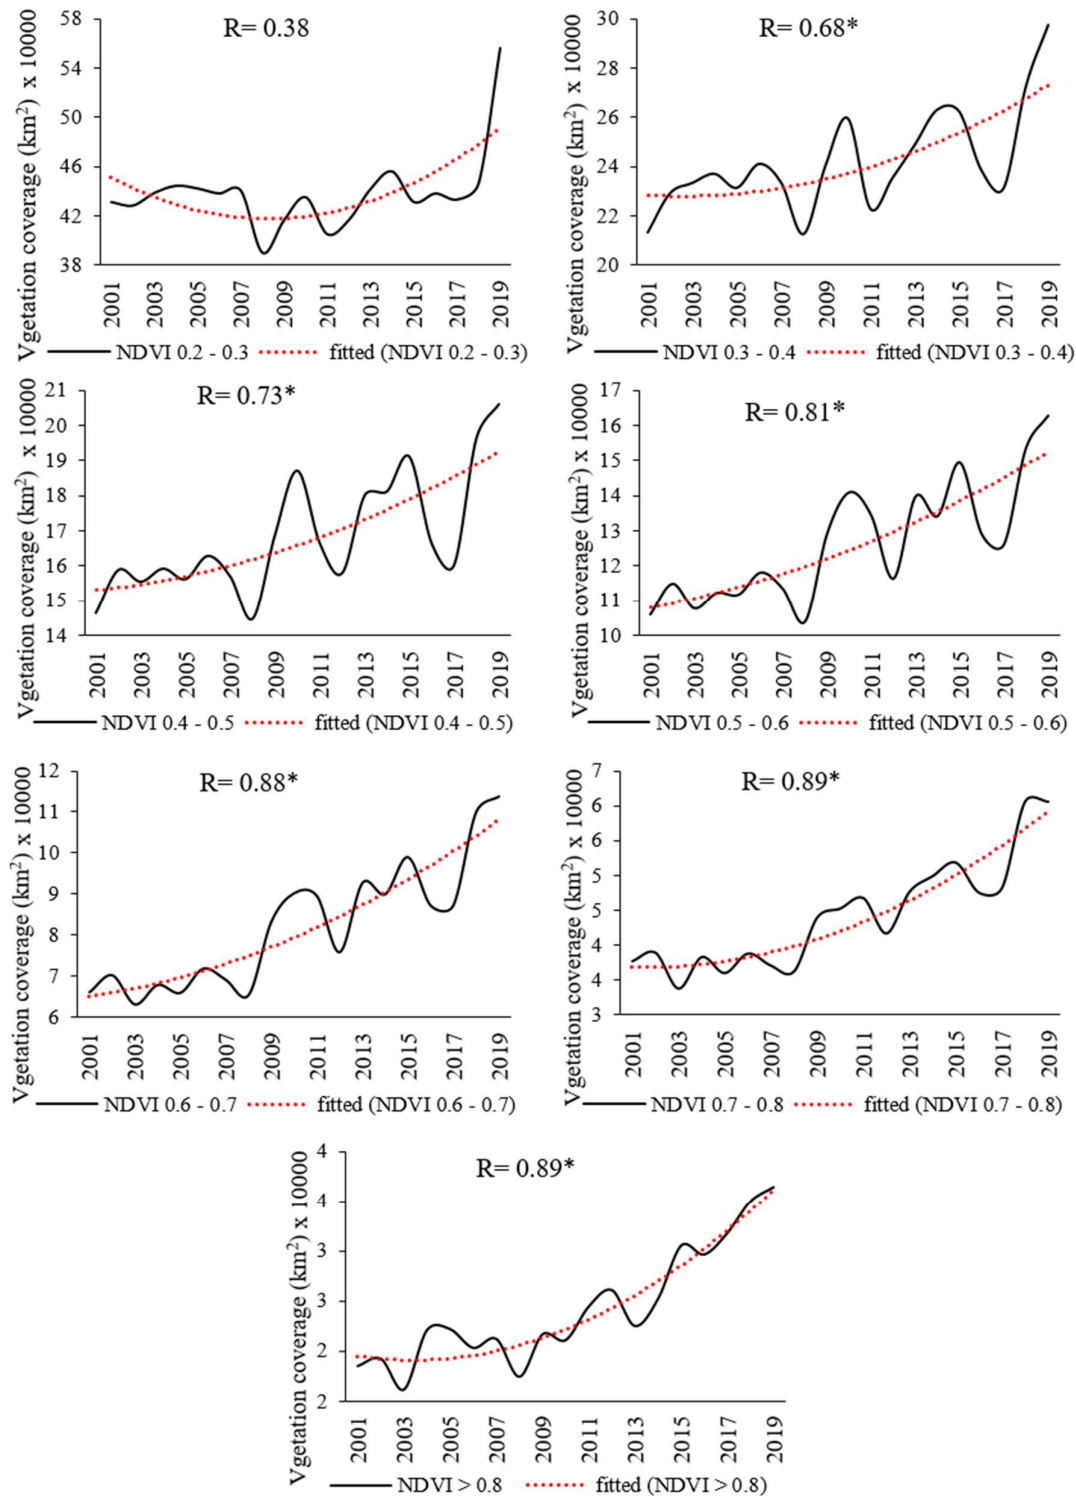 R= 0.38
Vgetation coverage (km²) x 10000
58
54
50
46
42
38
2001 2003 2005 2007 2009 2011 2013 2015 2017 2019
NDVI 0.2 - 0.3 fitted (NDVI 0.2 - 0.3)
R= 0.68*
Vgetation coverage (km²) x 10000
30
28
26
24
22
20
2001 2003 2005 2007 2009 2011 2013 2015 2017 2019
NDVI 0.3 - 0.4 fitted (NDVI 0.3 - 0.4)
R= 0.73*
Vgetation coverage (km²) x 10000
21
20
19
18
17
16
15
14
2001 2003 2005 2007 2009 2011 2013 2015 2017 2019
NDVI 0.4 - 0.5 fitted (NDVI 0.4 - 0.5)
R= 0.81*
Vgetation coverage (km²) x 10000
17
16
15
14
13
12
11
10
2001 2003 2005 2007 2009 2011 2013 2015 2017 2019
NDVI 0.5 - 0.6 fitted (NDVI 0.5 - 0.6)
R= 0.88*
Vgetation coverage (km²) x 10000
12
11
10
9
8
7
6
2001 2003 2005 2007 2009 2011 2013 2015 2017 2019
NDVI 0.6 - 0.7 fitted (NDVI 0.6 - 0.7)
R= 0.89*
Vgetation coverage (km²) x 10000
7
6
6
5
5
4
4
3
2001 2003 2005 2007 2009 2011 2013 2015 2017 2019
NDVI 0.7 - 0.8 fitted (NDVI 0.7 - 0.8)
R= 0.89*
Vgetation coverage (km²) x 10000
4
4
3
3
2
2
2001 2003 2005 2007 2009 2011 2013 2015 2017 2019
NDVI > 0.8 fitted (NDVI > 0.8)